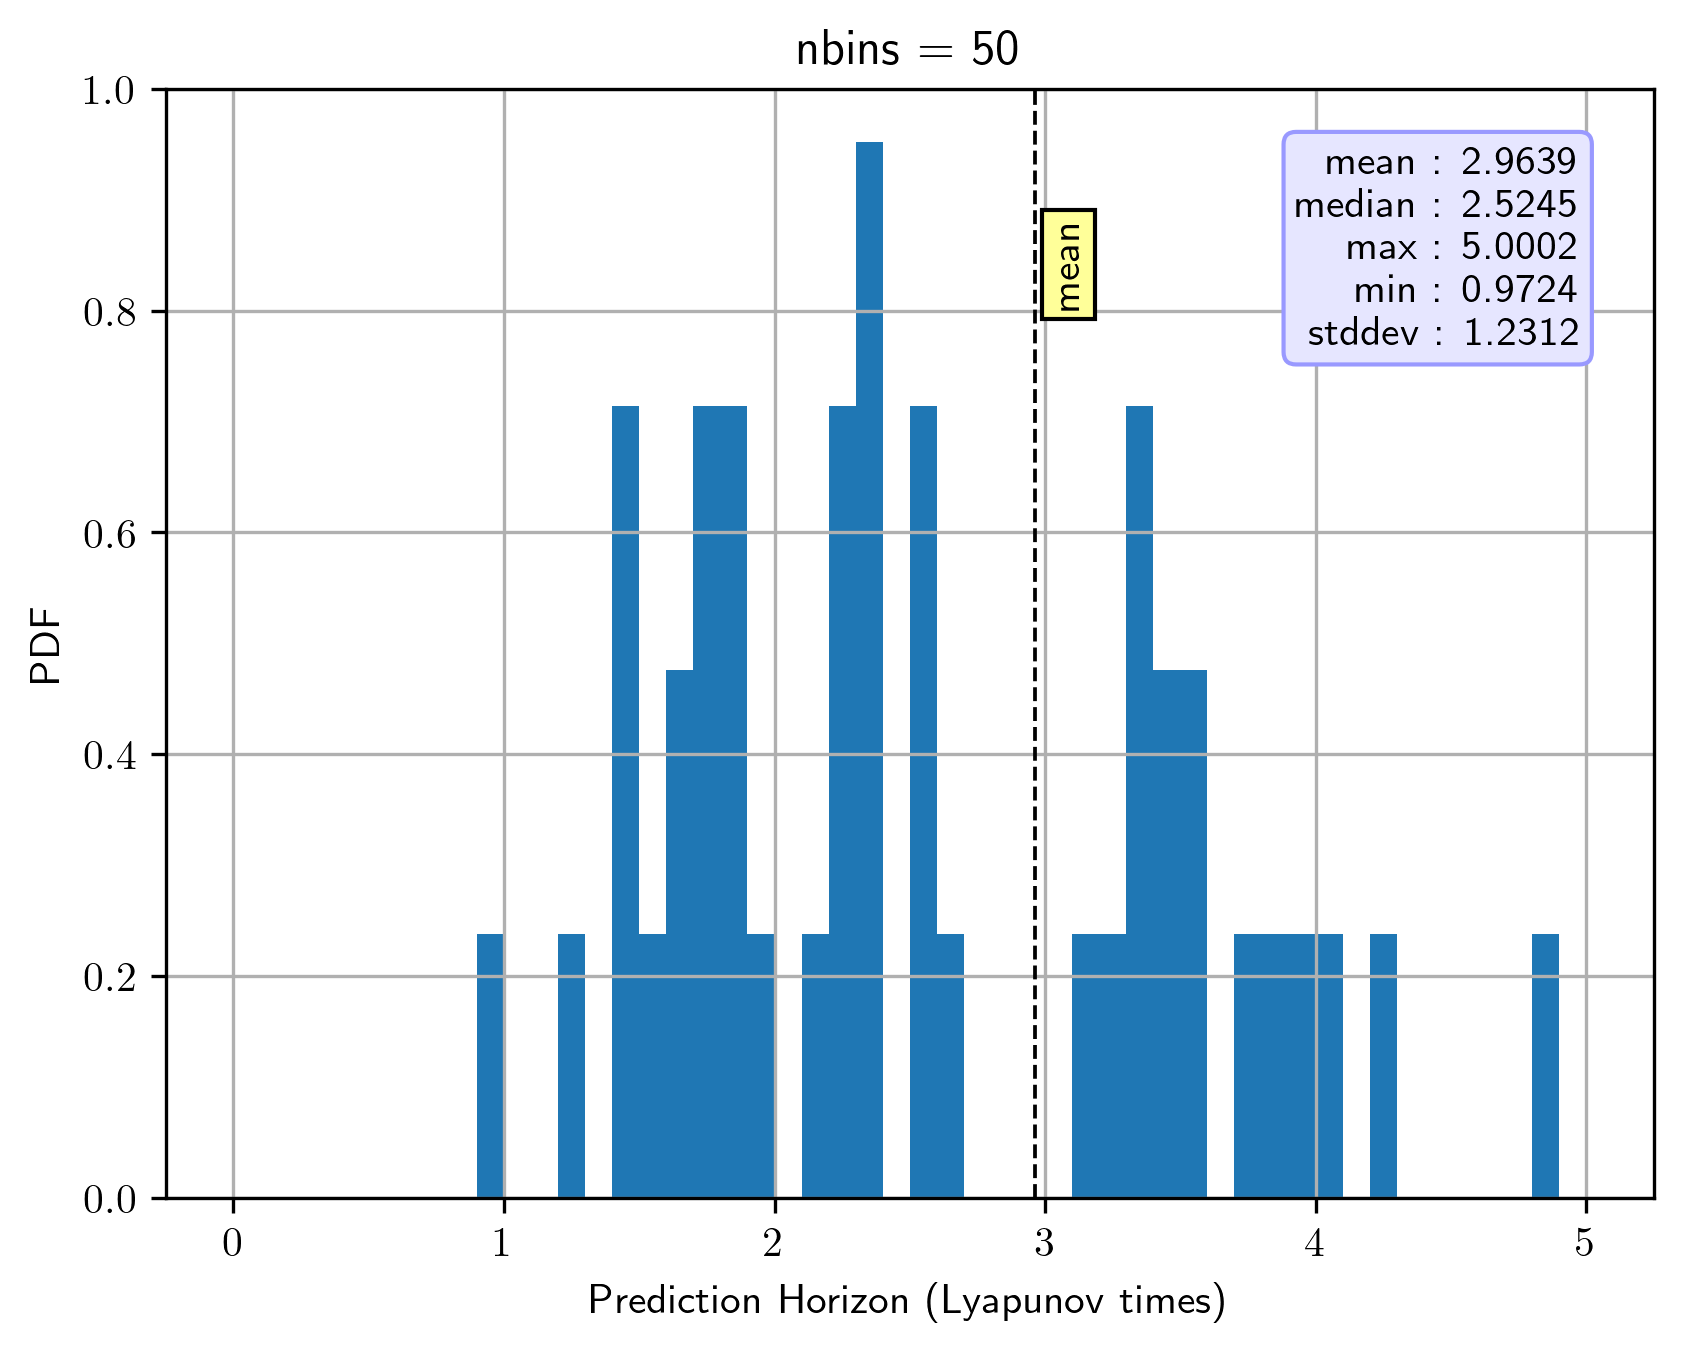 nbins = 50
1.0
0.8
0.6
0.4
0.2
0.0
PDF
mean
mean : 2.9639
median : 2.5245
max : 5.0002
min : 0.9724
stddev : 1.2312
0 1 2 3 4 5
Prediction Horizon (Lyapunov times)